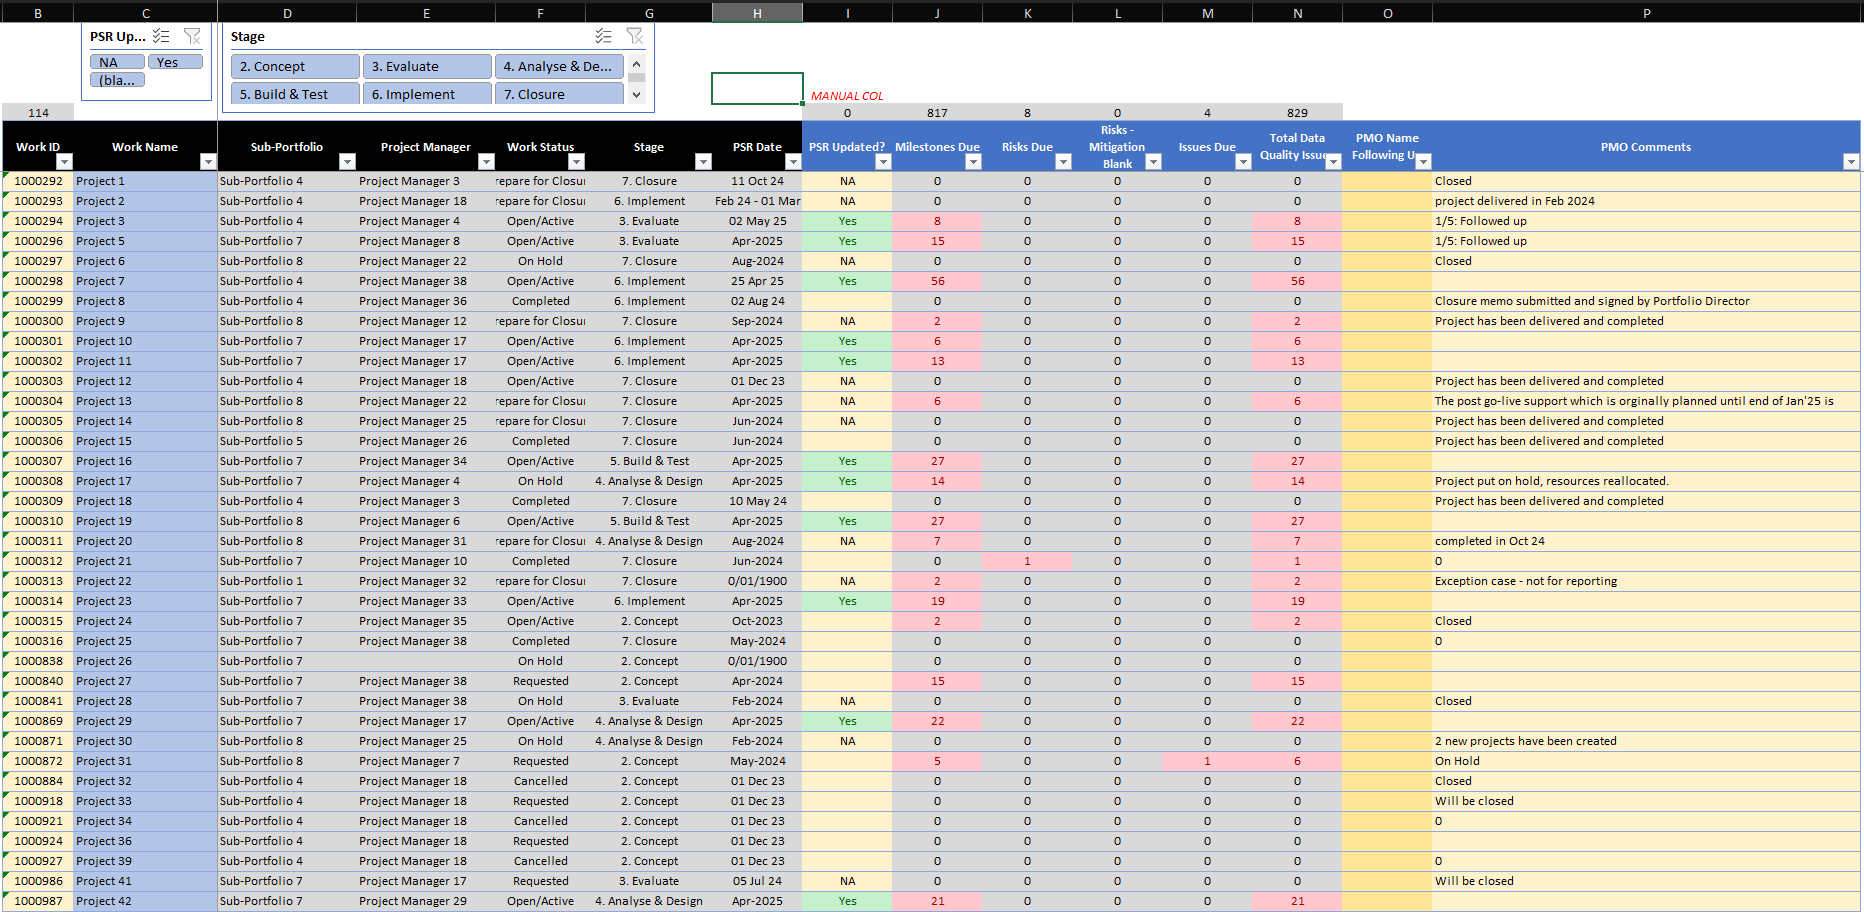 B C D E F G H I J K L M N O P
PSR Up... Stage
NA Yes 2. Concept 3. Evaluate 4. Analyse & De...
(bla... 5. Build & Test 6. Implement 7. Closure
MANUAL COL
114 0 817 8 0 4 829
Work ID Work Name Sub-Portfolio Project Manager Work Status Stage PSR Date PSR Updated? Milestones Due Risks Due Risks - Mitigation Blank Issues Due Total Data Quality Issue PMO Name Following U PMO Comments
1000292 Project 1 Sub-Portfolio 4 Project Manager 3 repare for Closu 7. Closure 11 Oct 24 NA 0 0 0 0 0 Closed
1000293 Project 2 Sub-Portfolio 4 Project Manager 18 repare for Closu 6. Implement Feb 24 - 01 Mar NA 0 0 0 0 0 project delivered in Feb 2024
1000294 Project 3 Sub-Portfolio 4 Project Manager 4 Open/Active 3. Evaluate 02 May 25 Yes 8 0 0 0 8 1/5: Followed up
1000296 Project 5 Sub-Portfolio 7 Project Manager 8 Open/Active 3. Evaluate Apr-2025 Yes 15 0 0 0 15 1/5: Followed up
1000297 Project 6 Sub-Portfolio 8 Project Manager 22 On Hold 7. Closure Aug-2024 NA 0 0 0 0 0 Closed
1000298 Project 7 Sub-Portfolio 4 Project Manager 38 Open/Active 6. Implement 25 Apr 25 Yes 56 0 0 0 56
1000299 Project 8 Sub-Portfolio 4 Project Manager 36 Completed 6. Implement 02 Aug 24 0 0 0 0 0 Closure memo submitted and signed by Portfolio Director
1000300 Project 9 Sub-Portfolio 8 Project Manager 12 repare for Closu 7. Closure Sep-2024 NA 2 0 0 0 2 Project has been delivered and completed
1000301 Project 10 Sub-Portfolio 7 Project Manager 17 Open/Active 6. Implement Apr-2025 Yes 6 0 0 0 6
1000302 Project 11 Sub-Portfolio 7 Project Manager 17 Open/Active 6. Implement Apr-2025 Yes 13 0 0 0 13
1000303 Project 12 Sub-Portfolio 4 Project Manager 18 Open/Active 7. Closure 01 Dec 23 NA 0 0 0 0 0 Project has been delivered and completed
1000304 Project 13 Sub-Portfolio 8 Project Manager 22 repare for Closu 7. Closure Apr-2025 NA 6 0 0 0 6 The post go-live support which is orginally planned until end of Jan'25 is
1000305 Project 14 Sub-Portfolio 8 Project Manager 25 repare for Closu 7. Closure Jun-2024 NA 0 0 0 0 0 Project has been delivered and completed
1000306 Project 15 Sub-Portfolio 5 Project Manager 26 Completed 7. Closure Jun-2024 0 0 0 0 0 Project has been delivered and completed
1000307 Project 16 Sub-Portfolio 7 Project Manager 34 Open/Active 5. Build & Test Apr-2025 Yes 27 0 0 0 27
1000308 Project 17 Sub-Portfolio 7 Project Manager 4 On Hold 4. Analyse & Design Apr-2025 Yes 14 0 0 0 14 Project put on hold, resources reallocated.
1000309 Project 18 Sub-Portfolio 4 Project Manager 3 Completed 7. Closure 10 May 24 0 0 0 0 0 Project has been delivered and completed
1000310 Project 19 Sub-Portfolio 8 Project Manager 6 Open/Active 5. Build & Test Apr-2025 Yes 27 0 0 0 27
1000311 Project 20 Sub-Portfolio 8 Project Manager 31 repare for Closu 4. Analyse & Design Aug-2024 NA 7 0 0 0 7 completed in Oct 24
1000312 Project 21 Sub-Portfolio 7 Project Manager 10 Completed 7. Closure Jun-2024 0 1 0 0 1 0
1000313 Project 22 Sub-Portfolio 1 Project Manager 32 repare for Closu 7. Closure 0/01/1900 NA 2 0 0 0 2 Exception case - not for reporting
1000314 Project 23 Sub-Portfolio 7 Project Manager 33 Open/Active 6. Implement Apr-2025 Yes 19 0 0 0 19
1000315 Project 24 Sub-Portfolio 7 Project Manager 35 Open/Active 2. Concept Oct-2023 2 0 0 0 2 Closed
1000316 Project 25 Sub-Portfolio 7 Project Manager 38 Completed 7. Closure May-2024 0 0 0 0 0 0
1000838 Project 26 Sub-Portfolio 7 On Hold 2. Concept 0/01/1900 0 0 0 0 0
1000840 Project 27 Sub-Portfolio 7 Project Manager 38 Requested 2. Concept Apr-2024 15 0 0 0 15
1000841 Project 28 Sub-Portfolio 7 Project Manager 38 On Hold 3. Evaluate Feb-2024 NA 0 0 0 0 0 Closed
1000869 Project 29 Sub-Portfolio 7 Project Manager 17 Open/Active 4. Analyse & Design Apr-2025 Yes 22 0 0 0 22
1000871 Project 30 Sub-Portfolio 8 Project Manager 25 On Hold 4. Analyse & Design Feb-2024 NA 0 0 0 0 0 2 new projects have been created
1000872 Project 31 Sub-Portfolio 8 Project Manager 7 Requested 2. Concept May-2024 5 0 0 1 6 On Hold
1000884 Project 32 Sub-Portfolio 4 Project Manager 18 Cancelled 2. Concept 01 Dec 23 0 0 0 0 0 Closed
1000918 Project 33 Sub-Portfolio 4 Project Manager 18 Requested 2. Concept 01 Dec 23 0 0 0 0 0 Will be closed
1000921 Project 34 Sub-Portfolio 4 Project Manager 18 Cancelled 2. Concept 01 Dec 23 0 0 0 0 0 0
1000924 Project 36 Sub-Portfolio 4 Project Manager 18 Requested 2. Concept 01 Dec 23 0 0 0 0 0
1000927 Project 39 Sub-Portfolio 4 Project Manager 18 Cancelled 2. Concept 01 Dec 23 0 0 0 0 0 0
1000986 Project 41 Sub-Portfolio 7 Project Manager 17 Requested 3. Evaluate 05 Jul 24 NA 0 0 0 0 0 Will be closed
1000987 Project 42 Sub-Portfolio 7 Project Manager 29 Open/Active 4. Analyse & Design Apr-2025 Yes 21 0 0 0 21